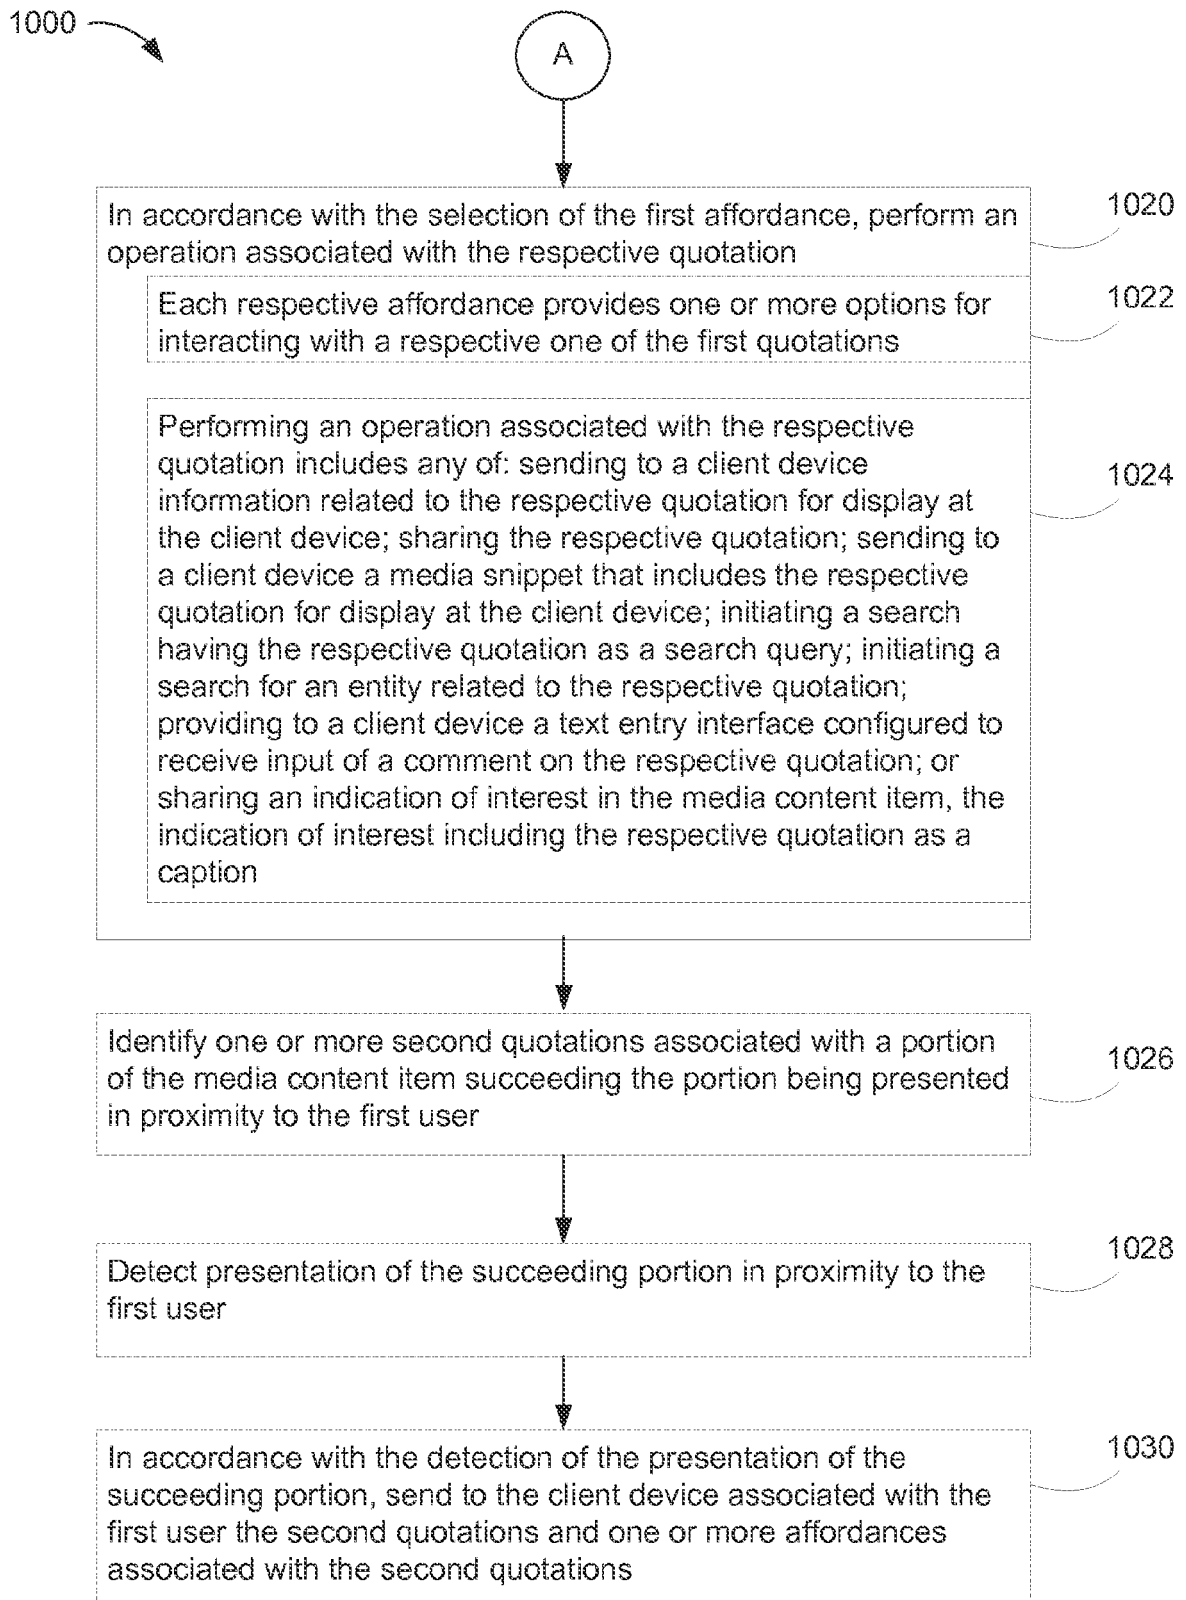 1000
A
In accordance with the selection of the first affordance, perform an
operation associated with the respective quotation
1020
Each respective affordance provides one or more options for
interacting with a respective one of the first quotations
1022
Performing an operation associated with the respective
quotation includes any of: sending to a client device
information related to the respective quotation for display at
the client device; sharing the respective quotation; sending to
a client device a media snippet that includes the respective
quotation for display at the client device; initiating a search
having the respective quotation as a search query; initiating a
search for an entity related to the respective quotation;
providing to a client device a text entry interface configured to
receive input of a comment on the respective quotation; or
sharing an indication of interest in the media content item, the
indication of interest including the respective quotation as a
caption
1024
Identify one or more second quotations associated with a portion
of the media content item succeeding the portion being presented
in proximity to the first user
1026
Detect presentation of the succeeding portion in proximity to the
first user
1028
In accordance with the detection of the presentation of the
succeeding portion, send to the client device associated with the
first user the second quotations and one or more affordances
associated with the second quotations
1030